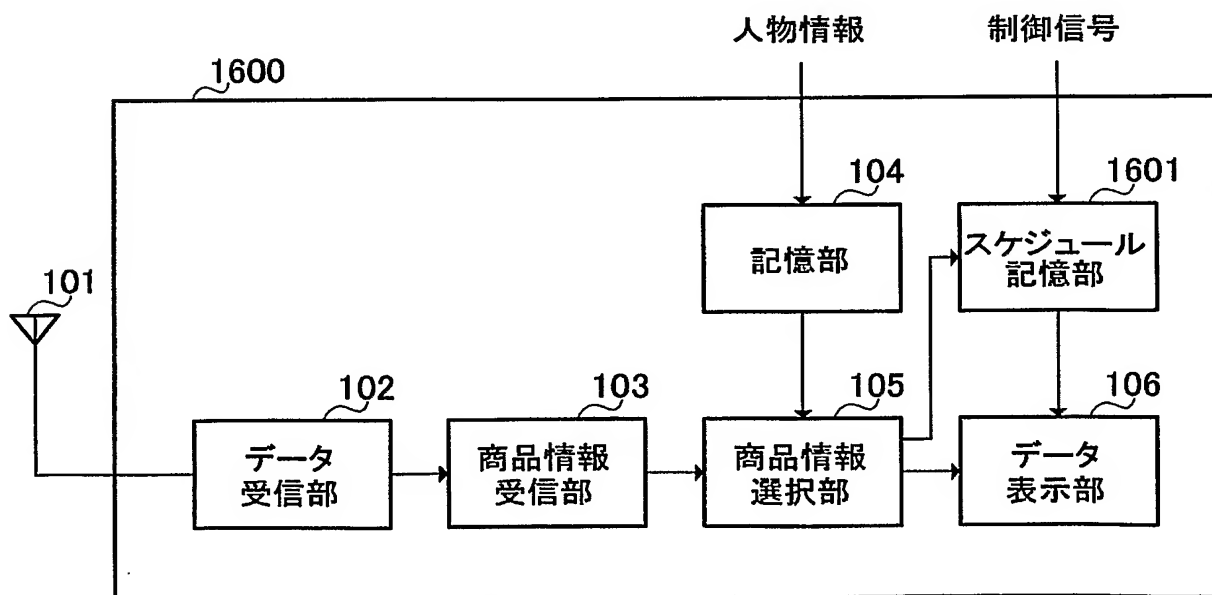 人物情報
制御信号
1600
104
1601
記憶部
スケジュール
記憶部
101
102
103
105
106
データ
受信部
商品情報
受信部
商品情報
選択部
データ
表示部